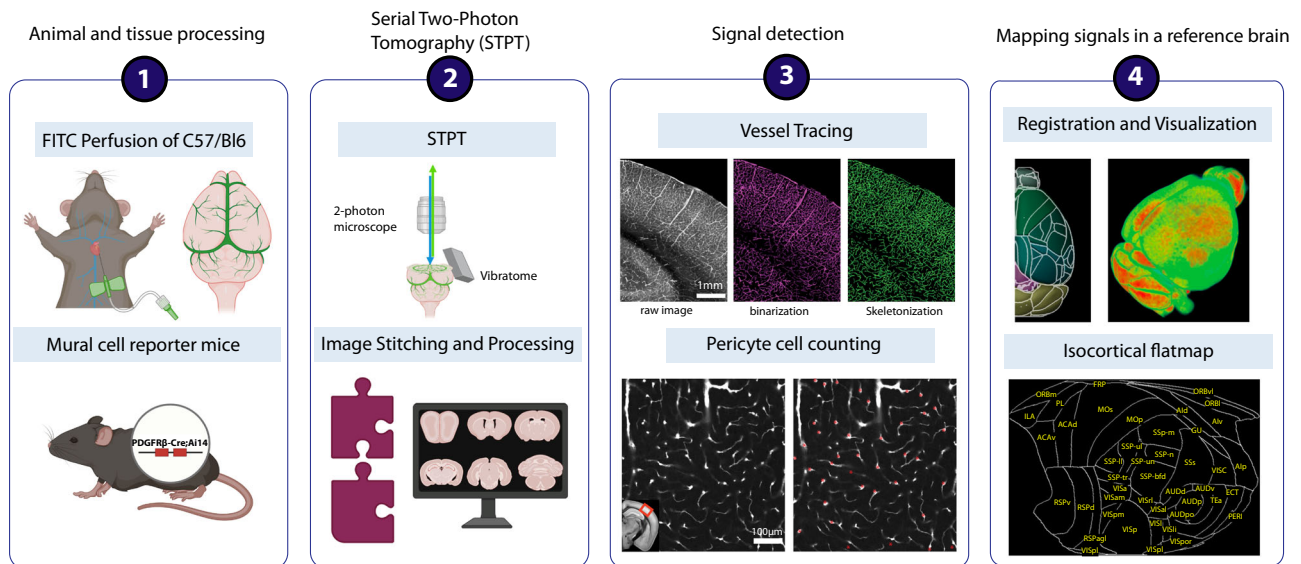 Animal and tissue processing
1
FITC Perfusion of C57/Bl6
Mural cell reporter mice
PDGFRβ-Cre;Ai14
Serial Two-Photon
Tomography (STPT)
2
STPT
2-photon
microscope
Vibratome
Image Stitching and Processing
Signal detection
3
Vessel Tracing
1mm
raw image
binarization
Skeletonization
Pericyte cell counting
100µm
Mapping signals in a reference brain
4
Registration and Visualization
Isocortical flatmap
FRP
ORBm
ORBvl
PL
ORBl
MOs
AId
ILA
MOp
AIv
ACAd
GU
ACAv
SSp-m
SSP-ul
SSP-n
SSP-ll
SSP-un
SSs
VISC
AIp
SSP-tr
SSP-bfd
VISa
AUDd
AUDv
ECT
RSPv
VISam
VISrl
AUDp
TEa
RSPd
VISal
VISpm
AUDpo
PERI
VISl
VISp
VISli
RSPagl
VISpor
VISpl
VISpl